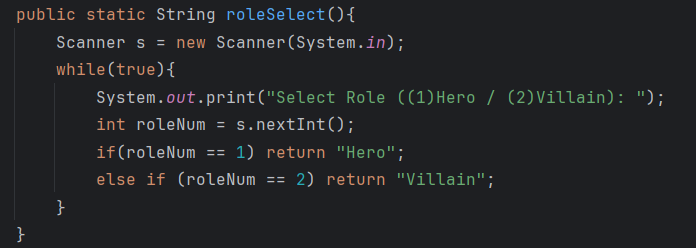 public static String roleSelect(){
    Scanner s = new Scanner(System.in);
    while(true){
        System.out.print("Select Role ((1)Hero / (2)Villain): ");
        int roleNum = s.nextInt();
        if(roleNum == 1) return "Hero";
        else if (roleNum == 2) return "Villain";
    }
}